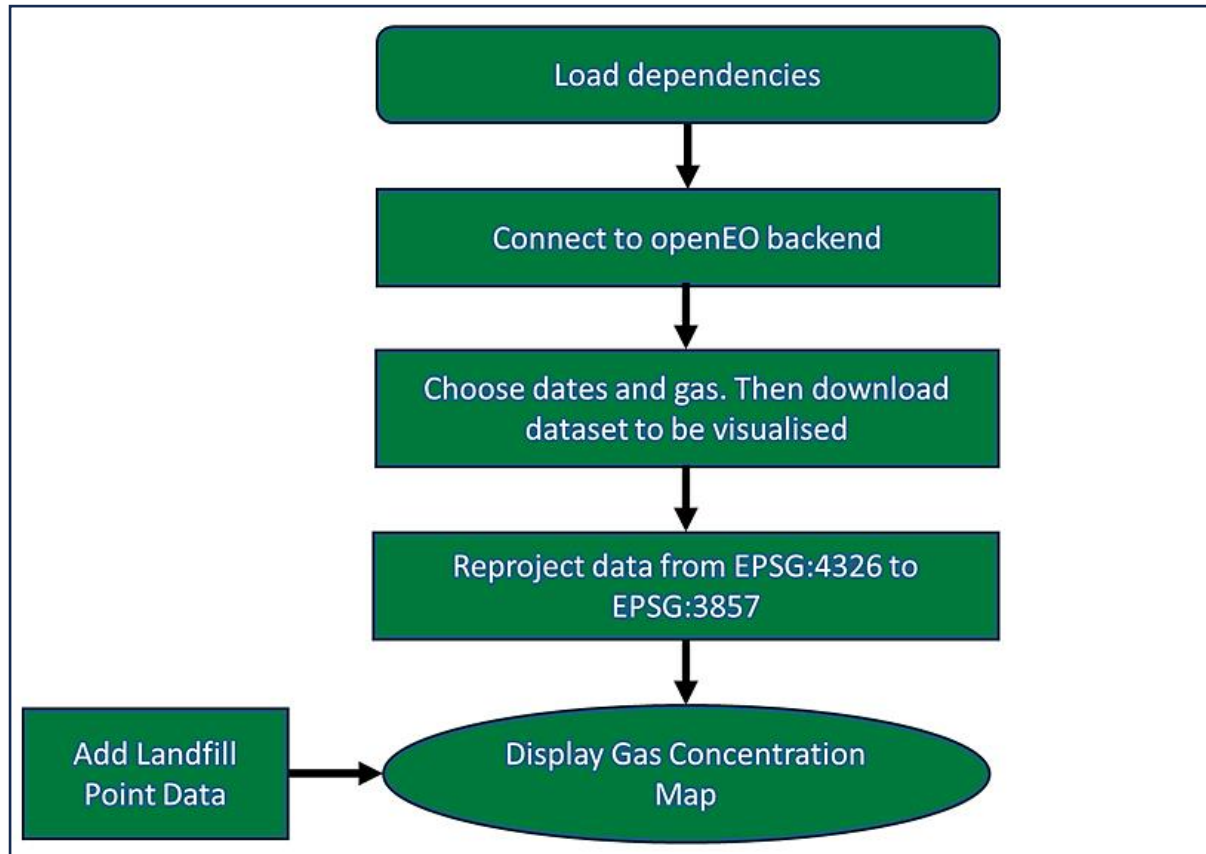 Load dependencies
Connect to openEO backend
Choose dates and gas. Then download
dataset to be visualised
Reproject data from EPSG:4326 to
EPSG:3857
Add Landfill
Point Data
Display Gas Concentration
Map